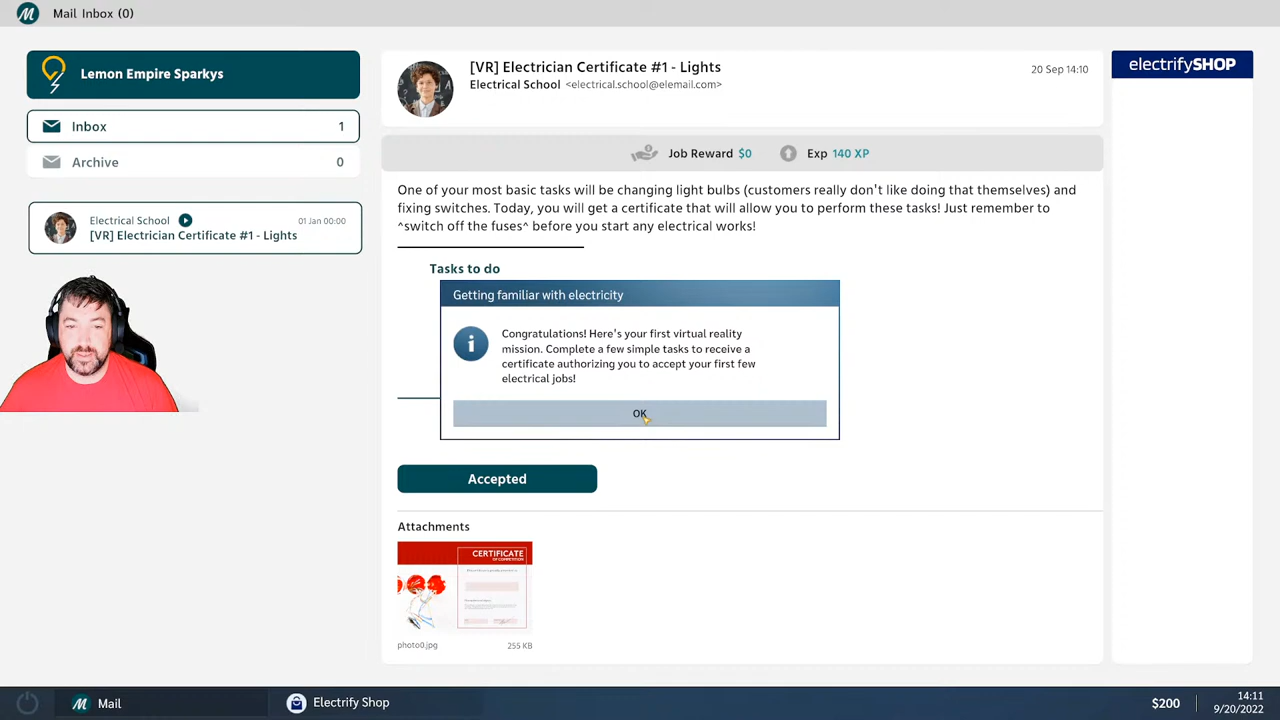 Mail Inbox (0)
Lemon Empire Sparkys
Inbox 1
Archive 0
Electrical School 01 Jan 00:00
[VR] Electrician Certificate #1 - Lights
[VR] Electrician Certificate #1 - Lights
Electrical School <electrical.school@elemail.com>
20 Sep 14:10
Job Reward $0 Exp 140 XP
One of your most basic tasks will be changing light bulbs (customers really don't like doing that themselves) and
fixing switches. Today, you will get a certificate that will allow you to perform these tasks! Just remember to
^switch off the fuses^ before you start any electrical works!
Tasks to do
Getting familiar with electricity
Congratulations! Here's your first virtual reality
mission. Complete a few simple tasks to receive a
certificate authorizing you to accept your first few
electrical jobs!
OK
Accepted
Attachments
CERTIFICATE
photo0.jpg 255 KB
electrifySHOP
Mail
Electrify Shop
$200
14:11
9/20/2022